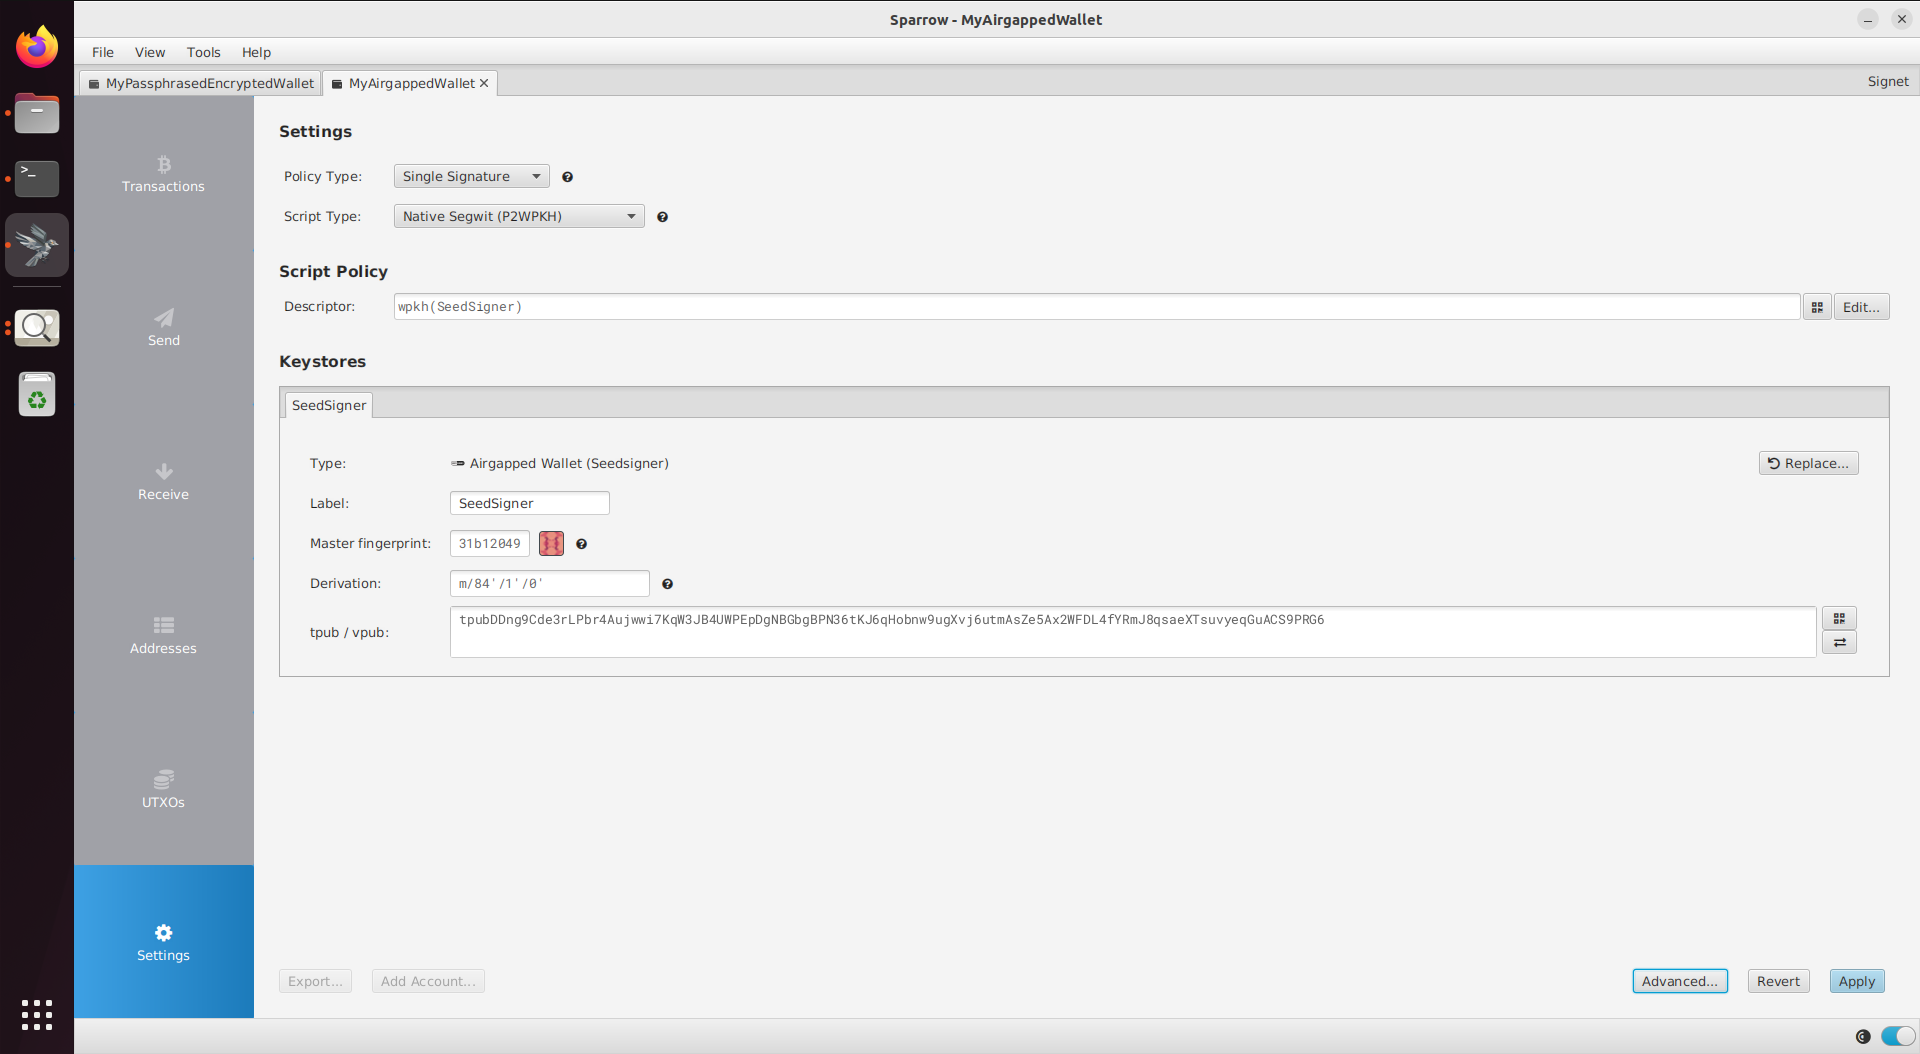 Sparrow - MyAirgappedWallet
File View Tools Help
MyPassphrasedEncryptedWallet MyAirgappedWallet Signet
Transactions
Send
Receive
Addresses
UTXOs
Settings
Settings
Policy Type: Single Signature
Script Type: Native Segwit (P2WPKH)
Script Policy
Descriptor: wpkh(SeedSigner) Edit...
Keystores
SeedSigner
Type: Airgapped Wallet (Seedsigner) Replace...
Label: SeedSigner
Master fingerprint: 31b12049
Derivation: m/84'/1'/0'
tpub / vpub: tpubDDng9Cde3rLPbr4Aujwwi7KqW3JB4UWPEpDgNBGbgBPN36tKJ6qHobnw9ugXvj6utmAsZe5Ax2WFDL4fYRmJ8qsaeXTsuvyeqGuACS9PRG6
Export... Add Account... Advanced... Revert Apply